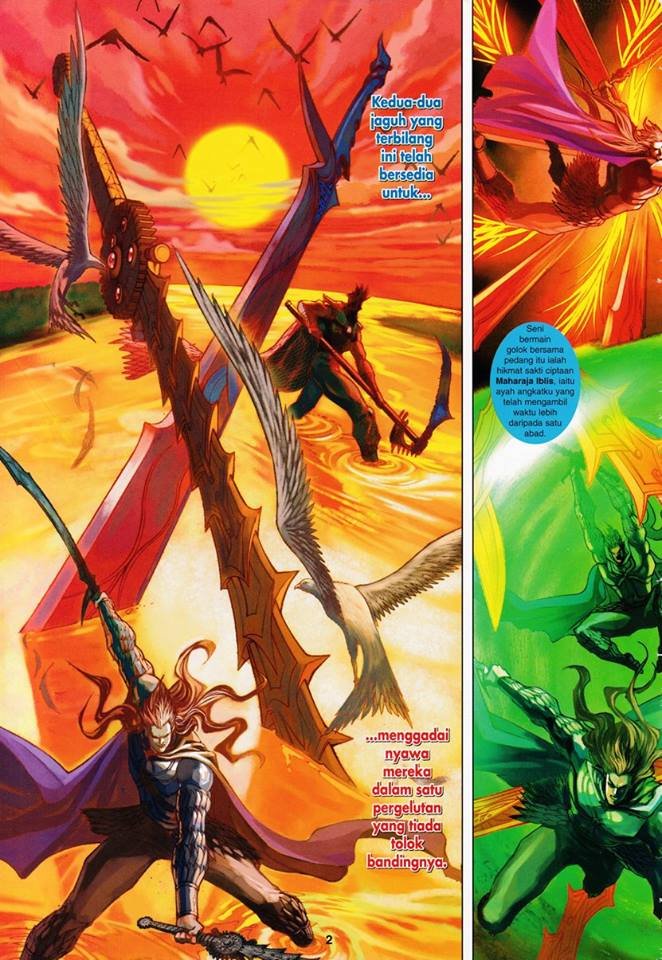 Kedua-dua
jaguh yang
terbilang
ini telah
bersedia
untuk...
...menggadai
nyawa
mereka
dalam satu
pergelutan
yang tiada
tolok
bandingnya.
2
Seni
bermain
golok bersama
pedang itu ialah
hikmat sakti ciptaan
Maharaja Iblis, iaitu
ayah angkatku yang
telah mengambil
waktu lebih
daripada satu
abad.